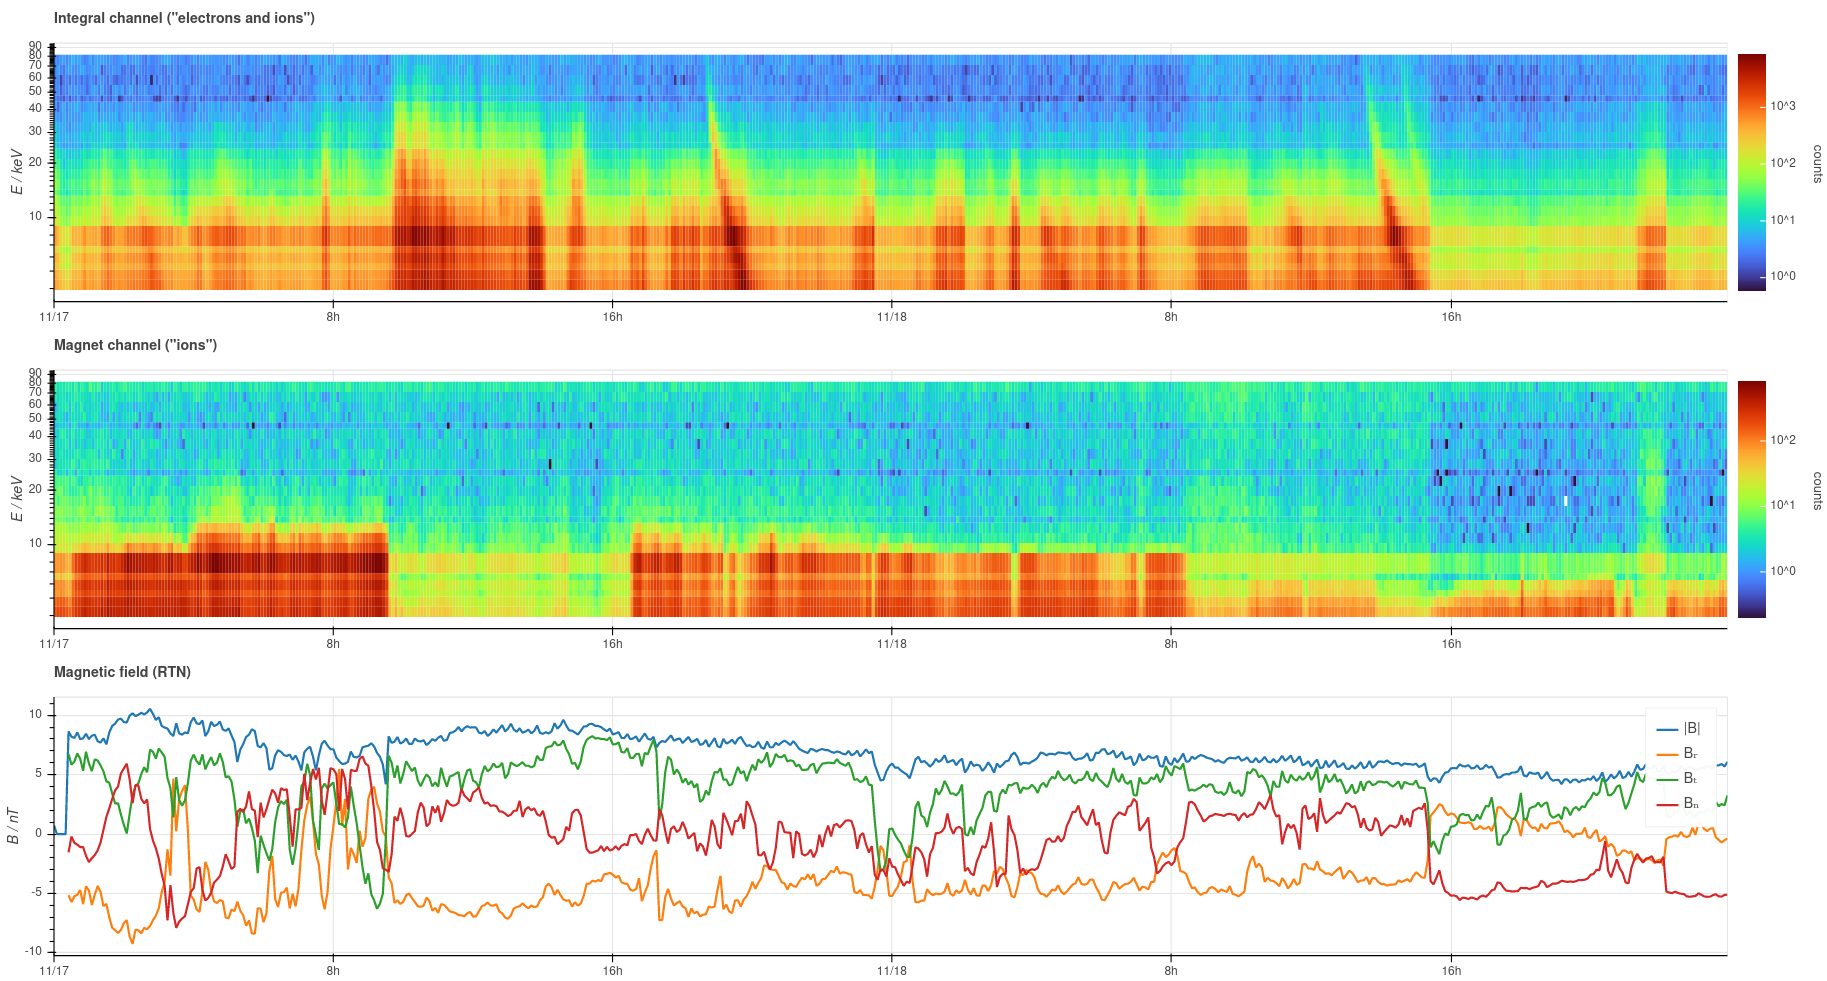 Integral channel ("electrons and ions")
90
80
70
60
50
40
30
20
10
E / keV
11/17
8h
16h
11/18
8h
16h
10^3
10^2
10^1
10^0
counts
Magnet channel ("ions")
90
80
70
60
50
40
30
20
10
E / keV
11/17
8h
16h
11/18
8h
16h
10^2
10^1
10^0
counts
Magnetic field (RTN)
10
5
0
-5
-10
B / nT
11/17
8h
16h
11/18
8h
16h
|B|
Bᵣ
Bₜ
Bₙ